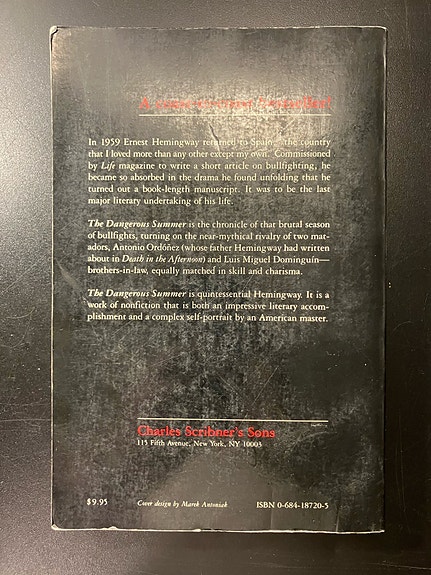 A
In 1959 Ernest Hemingway returned to Spain, "the country
that I loved more than any other except my own." Commissioned
by Life magazine to write a short article on bullfighting, he
became so absorbed in the drama he found unfolding that he
turned out a book-length manuscript. It was to be the last
major literary undertaking of his life.
The Dangerous Summer is the chronicle of that brutal season
of bullfights, turning on the near-mythical rivalry of two mat-
adors, Antonio Ordóñez (whose father Hemingway had written
about in Death in the Afternoon) and Luis Miguel Dominguín—
brothers-in-law, equally matched in skill and charisma.
The Dangerous Summer is quintessential Hemingway. It is a
work of nonfiction that is both an impressive literary accom-
plishment and a complex self-portrait by an American master.
Charles Scribner's Sons
115 Fifth Avenue, New York, NY 10003
$9.95 Cover design by Marek Antoniak ISBN 0-684-18720-5